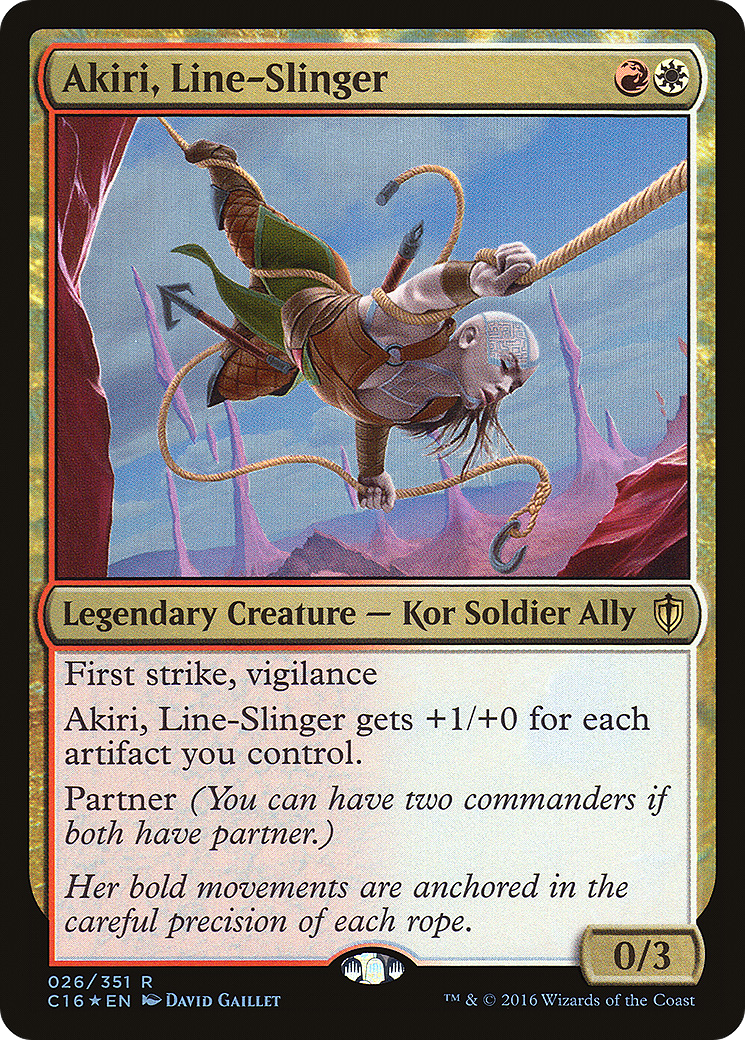 Akiri, Line-Slinger
Legendary Creature — Kor Soldier Ally
First strike, vigilance
Akiri, Line-Slinger gets +1/+0 for each
artifact you control.
Partner (You can have two commanders if
both have partner.)
Her bold movements are anchored in the
careful precision of each rope.
0/3
026/351 R
C16★EN David Gaillet
™ & © 2016 Wizards of the Coast